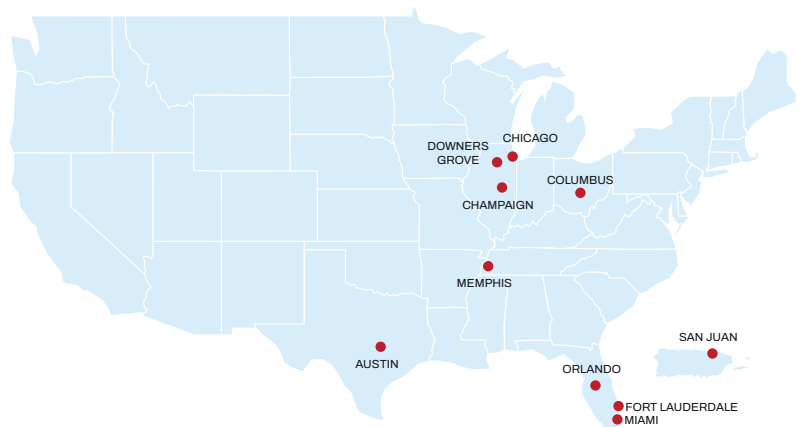 CHICAGO
DOWNERS
GROVE
COLUMBUS
CHAMPAIGN
MEMPHIS
SAN JUAN
AUSTIN
ORLANDO
FORT LAUDERDALE
MIAMI